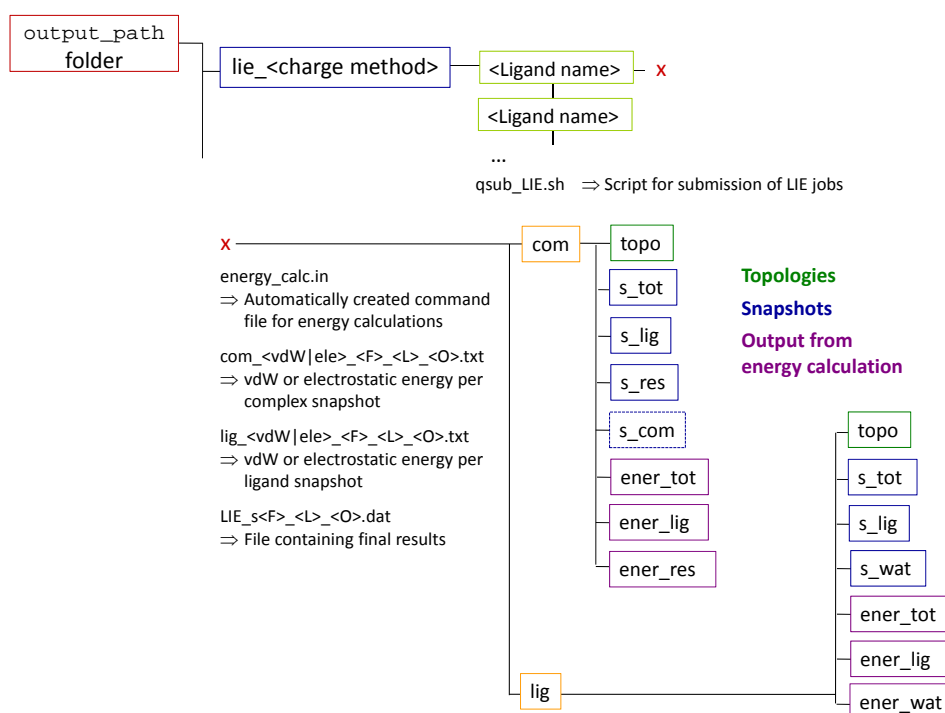 output_path
folder
lie_<charge method>
<Ligand name>
x
<Ligand name>
...
qsub_LIE.sh ⇒ Script for submission of LIE jobs
x
com
topo
energy_calc.in
⇒ Automatically created command
file for energy calculations
com_<vdW|ele>_<F>_<L>_<O>.txt
⇒ vdW or electrostatic energy per
complex snapshot
lig_<vdW|ele>_<F>_<L>_<O>.txt
⇒ vdW or electrostatic energy per
ligand snapshot
LIE_s<F>_<L>_<O>.dat
⇒ File containing final results
s_tot
s_lig
s_res
s_com
ener_tot
ener_lig
ener_res
Topologies
Snapshots
Output from
energy calculation
lig
topo
s_tot
s_lig
s_wat
ener_tot
ener_lig
ener_wat